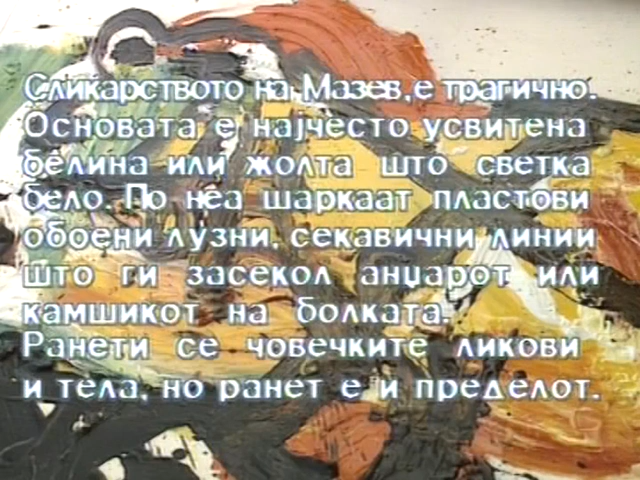 Сликарството на Мазев, е трагично.
Основата е најчесто усвитена
белина или жолта што светка
бело. По неа шаркаат пластови
обоени лузни, секавични линии
што ги засекол анџарот или
камшикот на болката.
Ранети се човечките ликови
и тела, но ранет е и пределот.